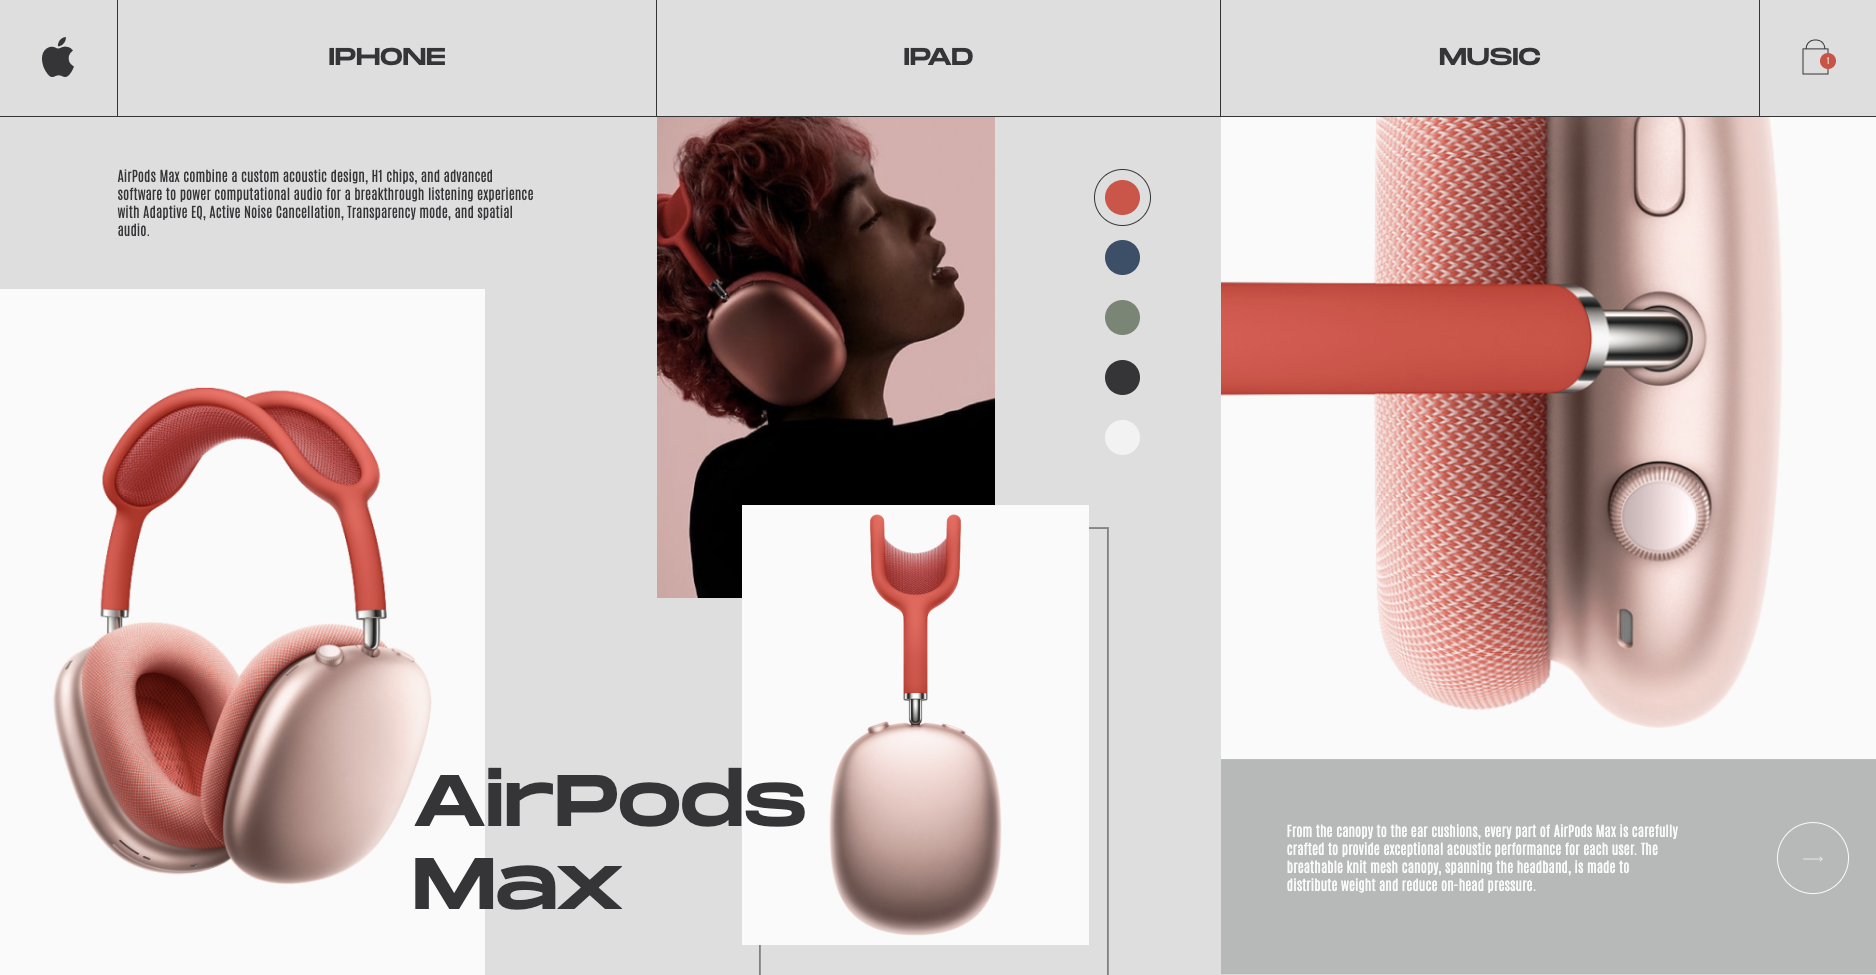 IPHONE
IPAD
MUSIC
1
AirPods Max combine a custom acoustic design, H1 chips, and advanced
software to power computational audio for a breakthrough listening experience
with Adaptive EQ, Active Noise Cancellation, Transparency mode, and spatial
audio.
AirPods
Max
From the canopy to the ear cushions, every part of AirPods Max is carefully
crafted to provide exceptional acoustic performance for each user. The
breathable knit mesh canopy, spanning the headband, is made to
distribute weight and reduce on-head pressure.